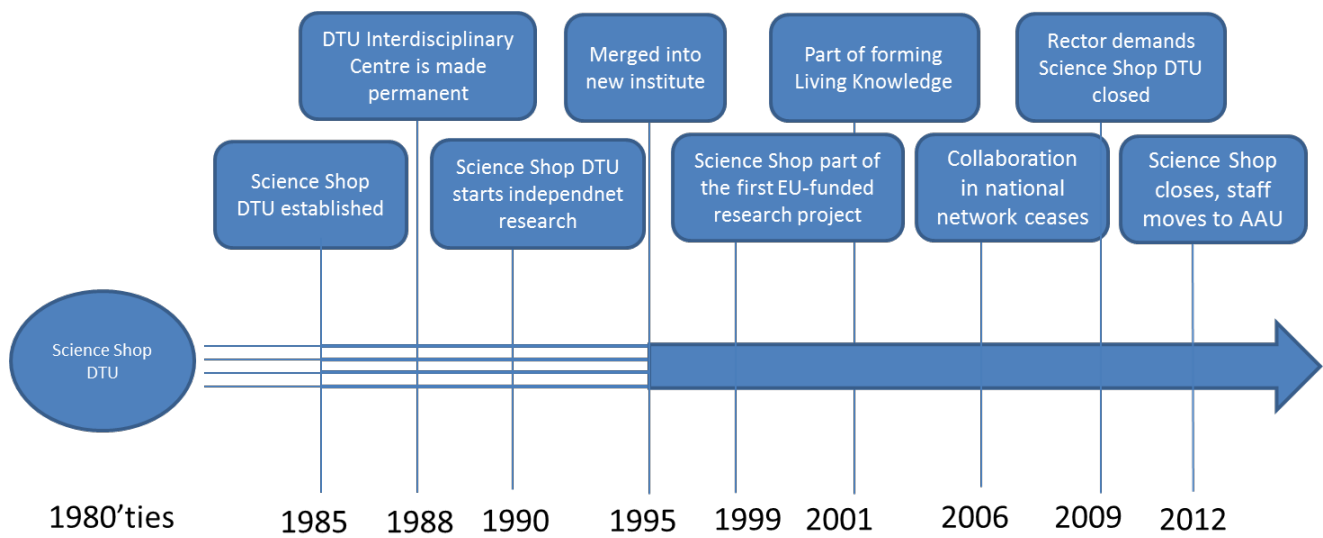 DTU Interdisciplinary
Centre is made
permanent
Merged into
new institute
Part of forming
Living Knowledge
Rector demands
Science Shop DTU
closed
Science Shop
DTU established
Science Shop DTU
starts independnet
research
Science Shop part of
the first EU-funded
research project
Collaboration
in national
network ceases
Science Shop
closes, staff
moves to AAU
Science Shop
DTU
1980’ties
1985
1988
1990
1995
1999
2001
2006
2009
2012